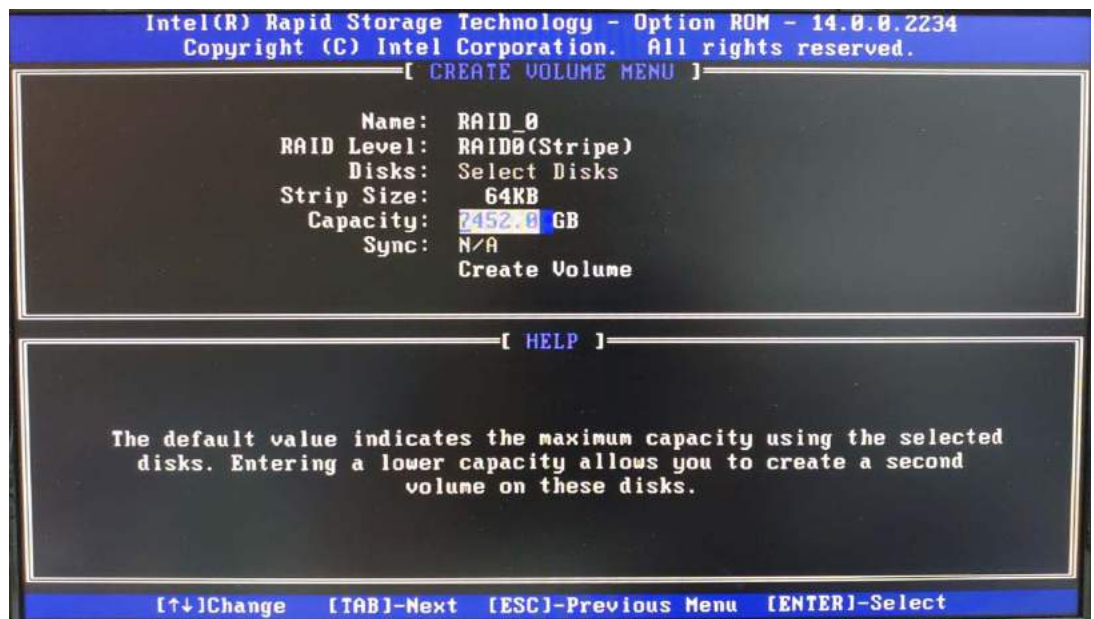 Intel(R) Rapid Storage Technology - Option ROM - 14.0.0.2234
Copyright (C) Intel Corporation. All rights reserved.
[ CREATE VOLUME MENU ]
Name: RAID_0
RAID Level: RAID0(Stripe)
Disks: Select Disks
Strip Size: 64KB
Capacity: 7452.0 GB
Sync: N/A
Create Volume
[ HELP ]
The default value indicates the maximum capacity using the selected
disks. Entering a lower capacity allows you to create a second
volume on these disks.
[↑↓]Change [TAB]-Next [ESC]-Previous Menu [ENTER]-Select